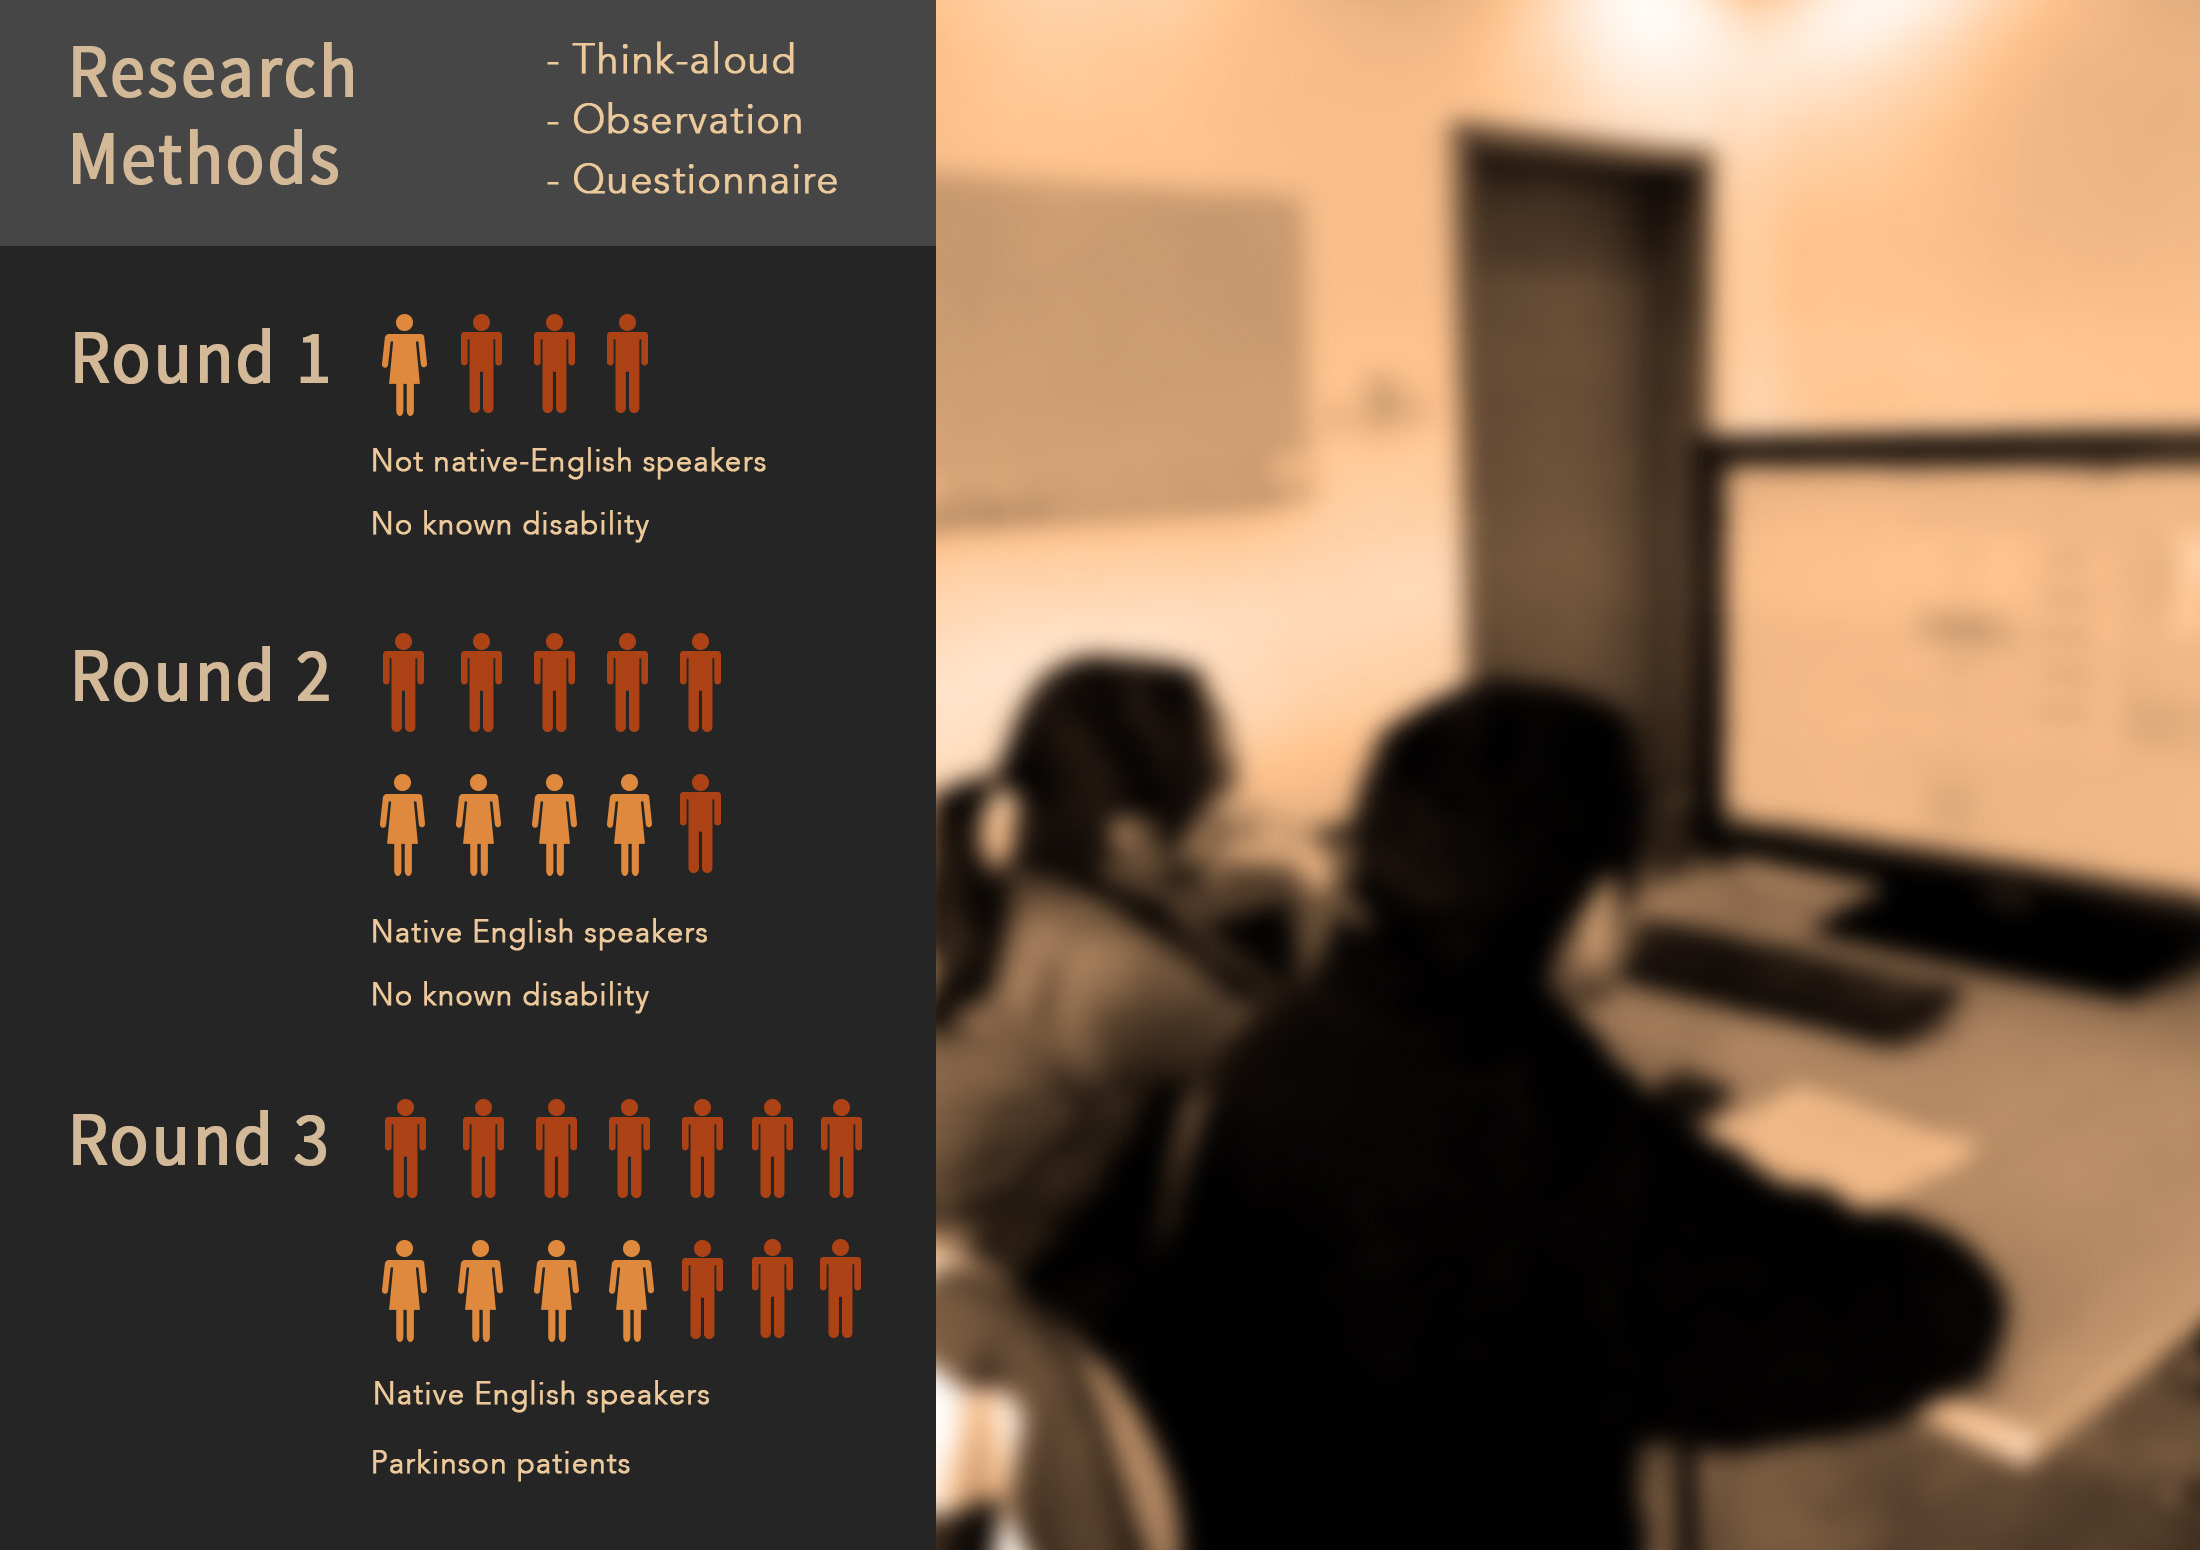 Research
Methods
- Think-aloud
- Observation
- Questionnaire
Round 1
Not native-English speakers
No known disability
Round 2
Native English speakers
No known disability
Round 3
Native English speakers
Parkinson patients